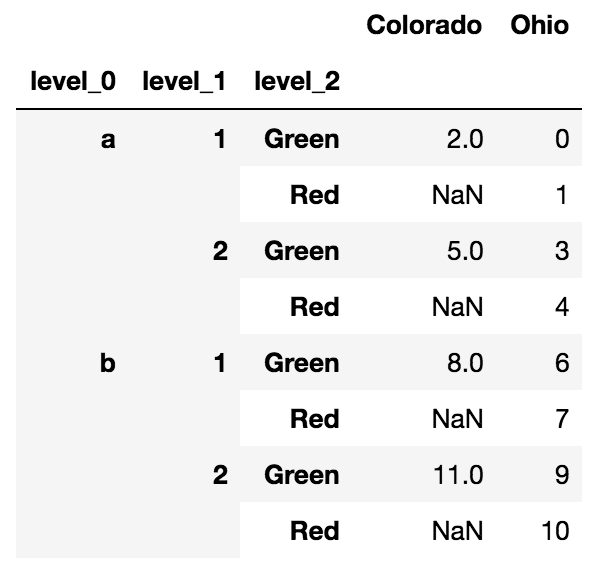 Colorado Ohio
level_0 level_1 level_2
a 1 Green 2.0 0
Red NaN 1
2 Green 5.0 3
Red NaN 4
b 1 Green 8.0 6
Red NaN 7
2 Green 11.0 9
Red NaN 10